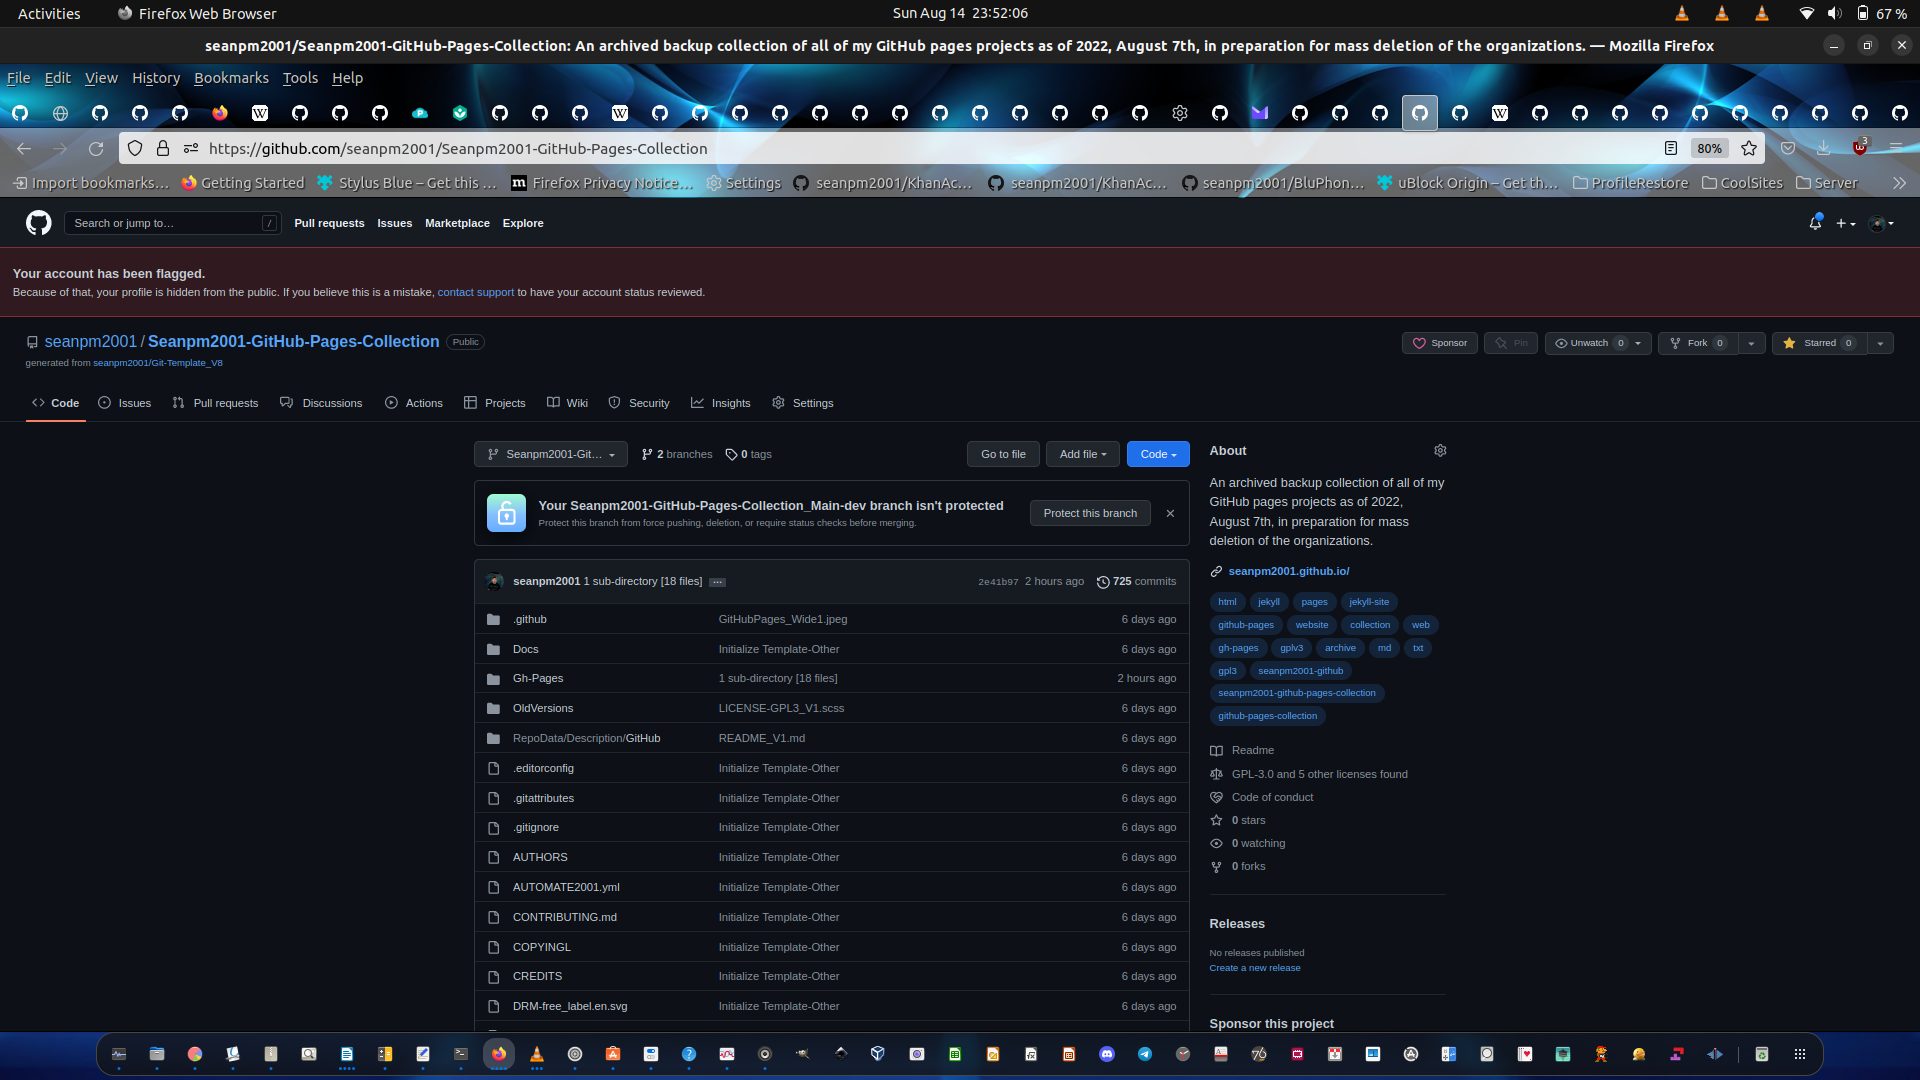 Activities
Firefox Web Browser
Sun Aug 14 23:52:06
67 %
seanpm2001/Seanpm2001-GitHub-Pages-Collection: An archived backup collection of all of my GitHub pages projects as of 2022, August 7th, in preparation for mass deletion of the organizations. — Mozilla Firefox
File Edit View History Bookmarks Tools Help
https://github.com/seanpm2001/Seanpm2001-GitHub-Pages-Collection
80%
3
Import bookmarks… Getting Started Stylus Blue – Get this … Firefox Privacy Notice… Settings seanpm2001/KhanAc… seanpm2001/KhanAc… seanpm2001/BluPhon… uBlock Origin – Get th… ProfileRestore CoolSites Server
Search or jump to…
/
Pull requests Issues Marketplace Explore
Your account has been flagged.
Because of that, your profile is hidden from the public. If you believe this is a mistake, contact support to have your account status reviewed.
seanpm2001 / Seanpm2001-GitHub-Pages-Collection Public
generated from seanpm2001/Git-Template_V8
Sponsor Pin Unwatch 0 Fork 0 Starred 0
Code Issues Pull requests Discussions Actions Projects Wiki Security Insights Settings
Seanpm2001-Git… 2 branches 0 tags
Go to file Add file Code
Your Seanpm2001-GitHub-Pages-Collection_Main-dev branch isn't protected
Protect this branch from force pushing, deletion, or require status checks before merging.
Protect this branch
seanpm2001 1 sub-directory [18 files] … 2e41b97 2 hours ago 725 commits
.github GitHubPages_Wide1.jpeg 6 days ago
Docs Initialize Template-Other 6 days ago
Gh-Pages 1 sub-directory [18 files] 2 hours ago
OldVersions LICENSE-GPL3_V1.scss 6 days ago
RepoData/Description/GitHub README_V1.md 6 days ago
.editorconfig Initialize Template-Other 6 days ago
.gitattributes Initialize Template-Other 6 days ago
.gitignore Initialize Template-Other 6 days ago
AUTHORS Initialize Template-Other 6 days ago
AUTOMATE2001.yml Initialize Template-Other 6 days ago
CONTRIBUTING.md Initialize Template-Other 6 days ago
COPYINGL Initialize Template-Other 6 days ago
CREDITS Initialize Template-Other 6 days ago
DRM-free_label.en.svg Initialize Template-Other 6 days ago
About
An archived backup collection of all of my
GitHub pages projects as of 2022,
August 7th, in preparation for mass
deletion of the organizations.
seanpm2001.github.io/
html jekyll pages jekyll-site
github-pages website collection web
gh-pages gplv3 archive md txt
gpl3 seanpm2001-github
seanpm2001-github-pages-collection
github-pages-collection
Readme
GPL-3.0 and 5 other licenses found
Code of conduct
0 stars
0 watching
0 forks
Releases
No releases published
Create a new release
Sponsor this project